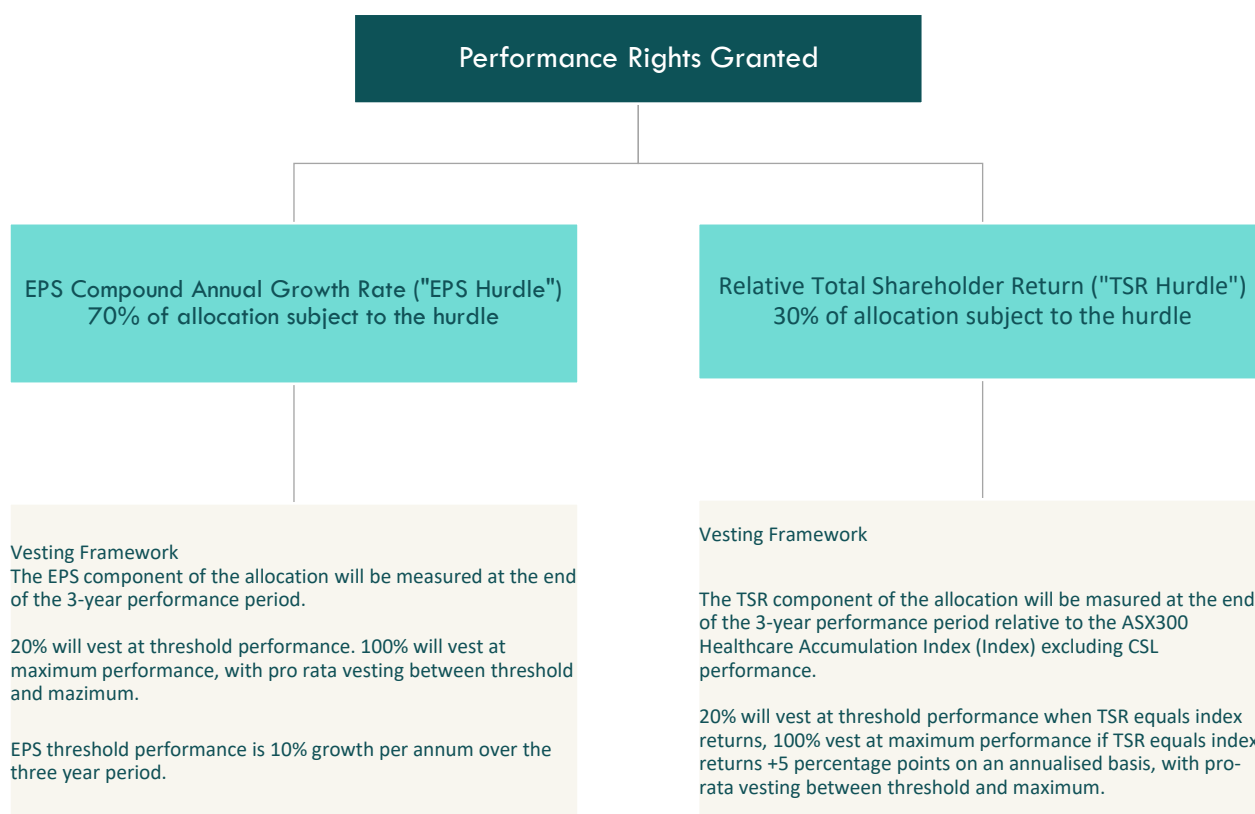 Performance Rights Granted
EPS Compound Annual Growth Rate ("EPS Hurdle")
70% of allocation subject to the hurdle
Relative Total Shareholder Return ("TSR Hurdle")
30% of allocation subject to the hurdle
Vesting Framework
The EPS component of the allocation will be measured at the end
of the 3-year performance period.
20% will vest at threshold performance. 100% will vest at
maximum performance, with pro rata vesting between threshold
and mazimum.
EPS threshold performance is 10% growth per annum over the
three year period.
Vesting Framework
The TSR component of the allocation will be masured at the end
of the 3-year performance period relative to the ASX300
Healthcare Accumulation Index (Index) excluding CSL
performance.
20% will vest at threshold performance when TSR equals index
returns, 100% vest at maximum performance if TSR equals index
returns +5 percentage points on an annualised basis, with pro-
rata vesting between threshold and maximum.